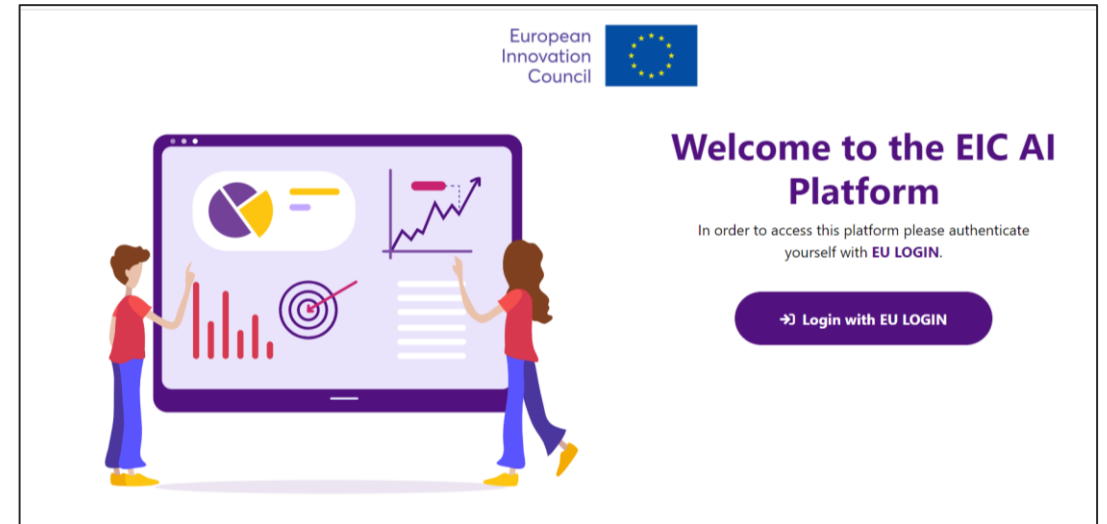 European
Innovation
Council
Welcome to the EIC AI
Platform
In order to access this platform please authenticate
yourself with EU LOGIN.
Login with EU LOGIN